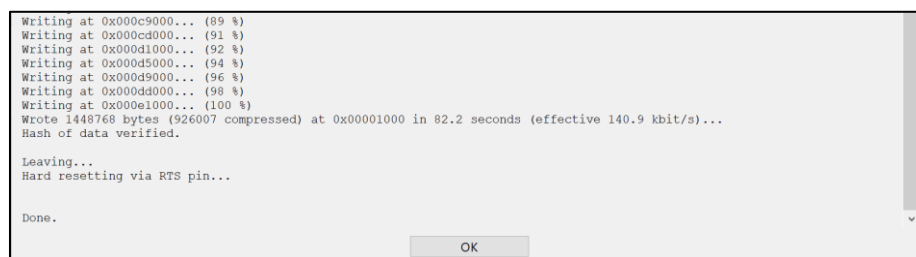 Writing at 0x000c9000... (89 %)
Writing at 0x000cd000... (91 %)
Writing at 0x000d1000... (92 %)
Writing at 0x000d5000... (94 %)
Writing at 0x000d9000... (96 %)
Writing at 0x000dd000... (98 %)
Writing at 0x000e1000... (100 %)
Wrote 1448768 bytes (926007 compressed) at 0x00001000 in 82.2 seconds (effective 140.9 kbit/s)...
Hash of data verified.
Leaving...
Hard resetting via RTS pin...
Done.
OK